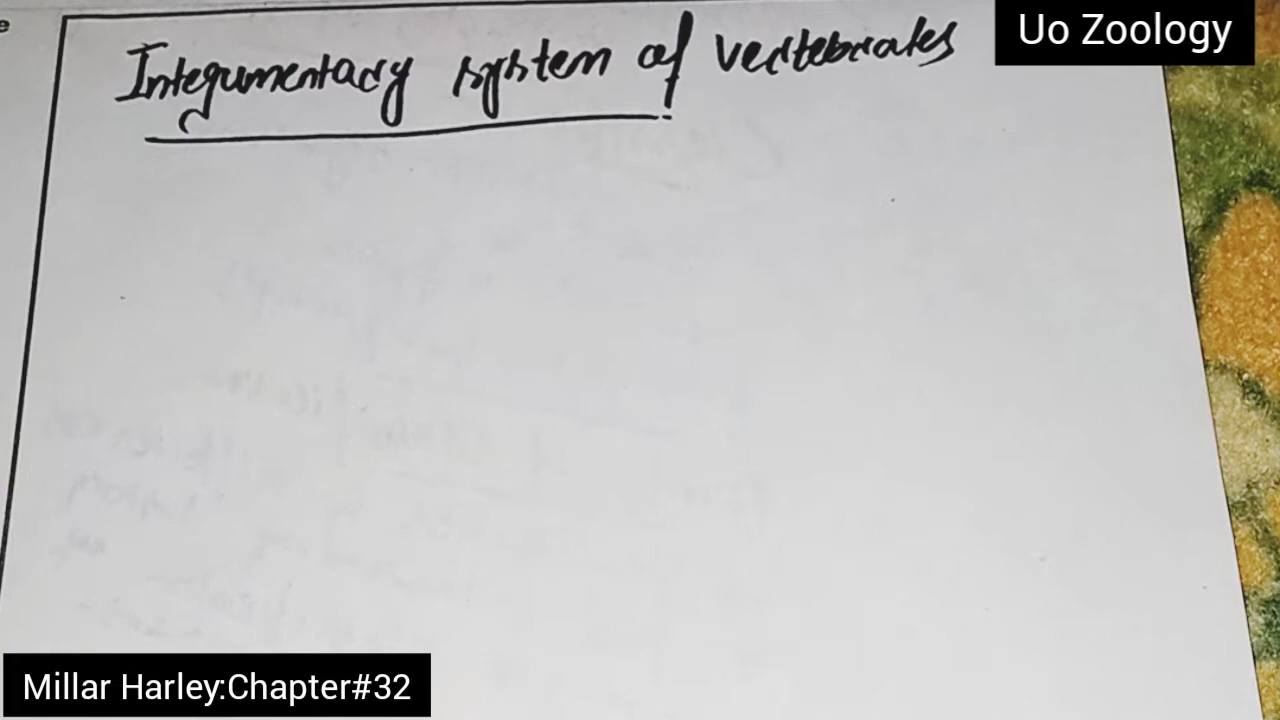 Uo Zoology
Integumentary system of vertebrates
Millar Harley:Chapter#32